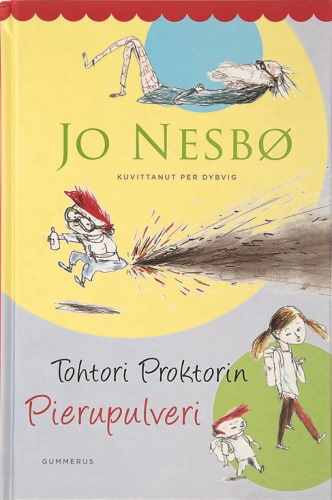 JO NESBØ
KUVITTANUT PER DYBVIG
Tohtori Proktorin
Pierupulveri
GUMMERUS